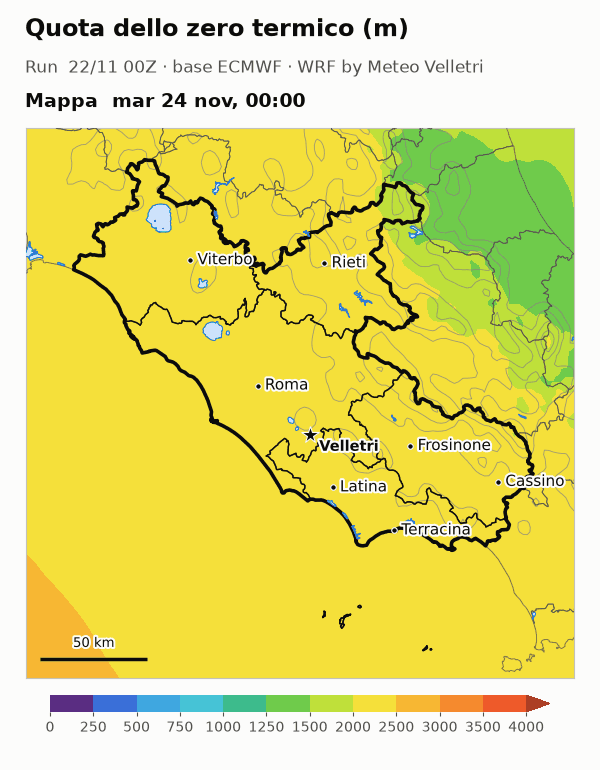 Quota dello zero termico (m)
Run 22/11 00Z · base ECMWF · WRF by Meteo Velletri
Mappa mar 24 nov, 00:00
Viterbo
Rieti
Roma
Velletri
Frosinone
Cassino
Latina
Terracina
50 km
0 250 500 750 1000 1250 1500 2000 2500 3000 3500 4000